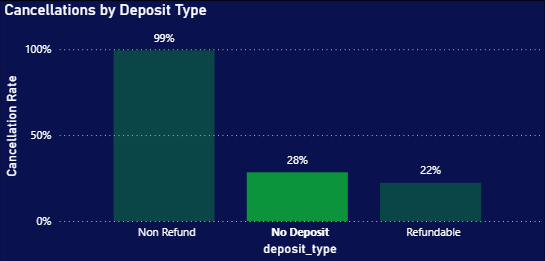 Cancellations by Deposit Type
Cancellation Rate
100%
50%
0%
99%
28%
22%
Non Refund
No Deposit
Refundable
deposit_type